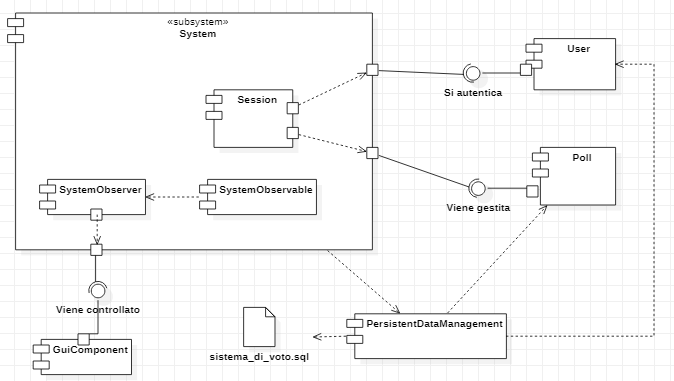 «subsystem»
System
User
Si autentica
Session
Poll
SystemObserver
SystemObservable
Viene gestita
Viene controllato
PersistentDataManagement
GuiComponent
sistema_di_voto.sql